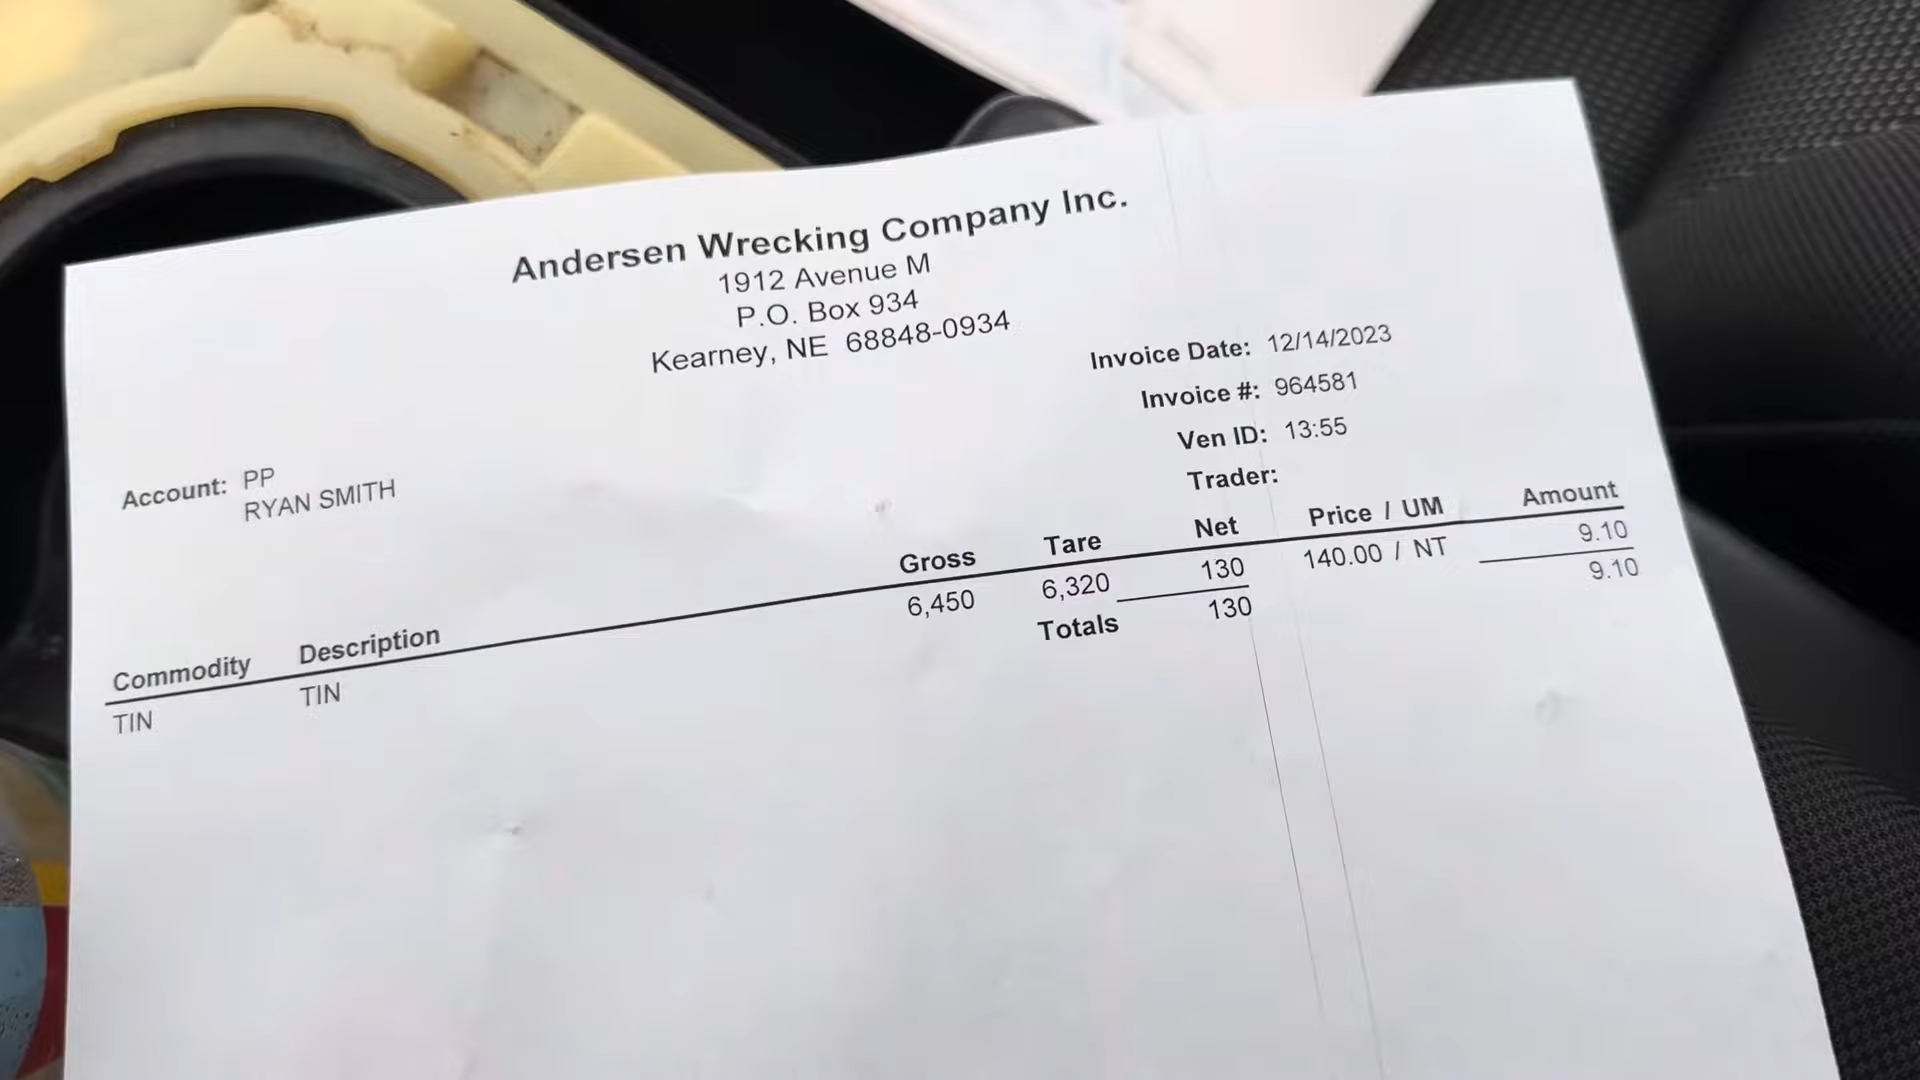 Andersen Wrecking Company Inc.
1912 Avenue M
P.O. Box 934
Kearney, NE 68848-0934
Invoice Date: 12/14/2023
Invoice #: 964581
Ven ID: 13:55
Trader:
Account: PP
RYAN SMITH
Commodity Description Gross Tare Net Price / UM Amount
TIN TIN 6,450 6,320 130 140.00 / NT 9.10
Totals 130 9.10